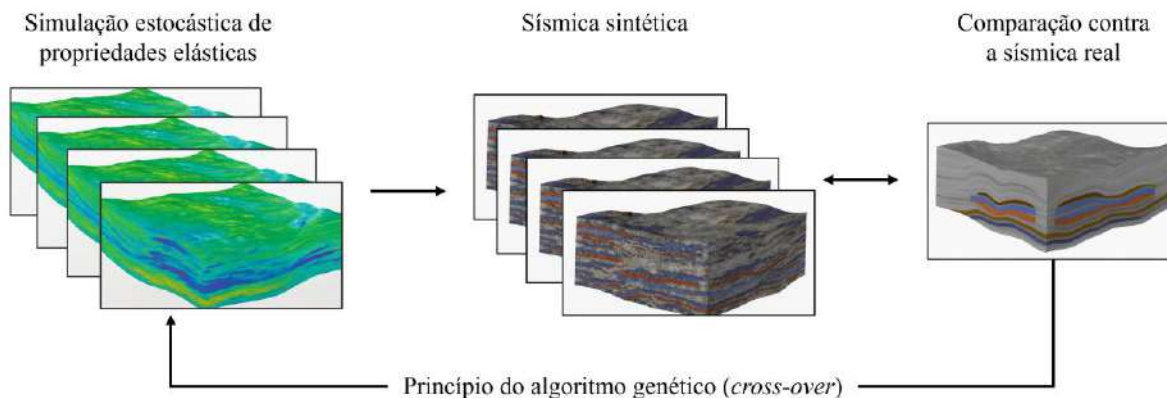 Simulação estocástica de
propriedades elásticas
Sísmica sintética
Comparação contra
a sísmica real
Princípio do algoritmo genético (cross-over)